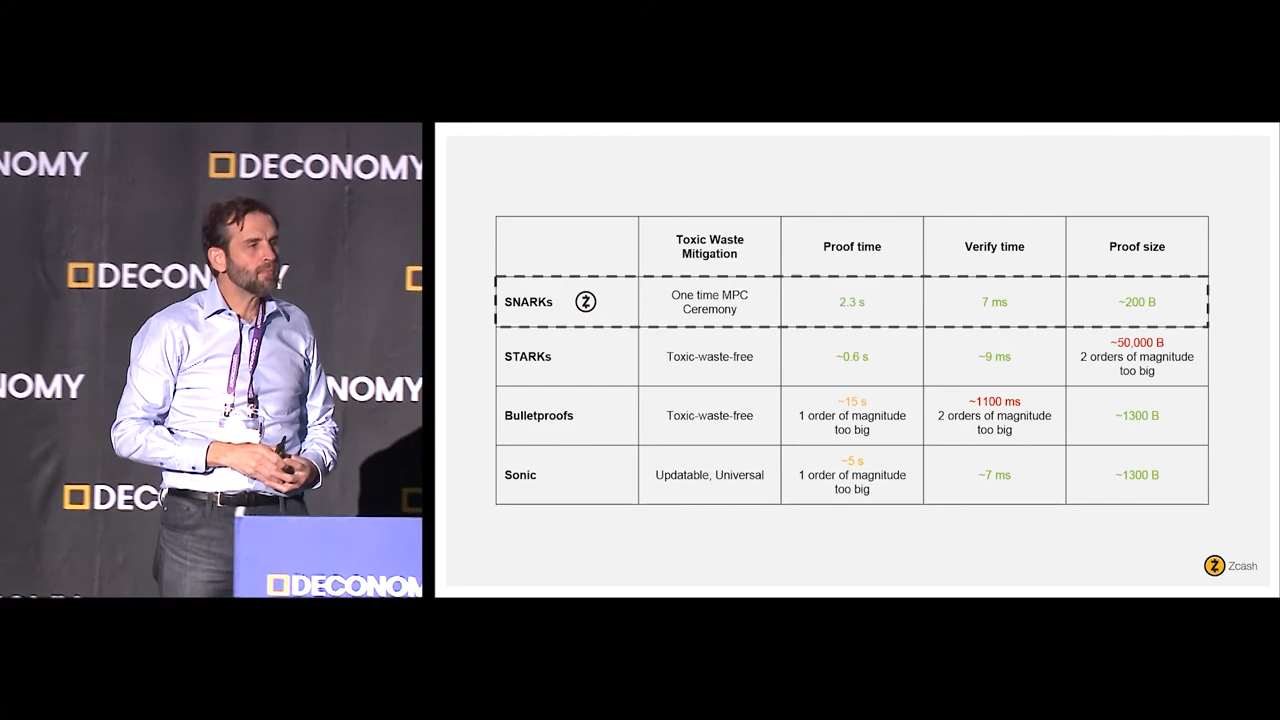 NOMY
DECONOMY
DECON Y
NOMY
NOMY
DEC
DECONOM
Toxic Waste
Mitigation
Proof time
Verify time
Proof size
SNARKs
One time MPC
Ceremony
2.3 s
7 ms
~200 B
STARKs
Toxic-waste-free
~0.6 s
~9 ms
~50,000 B
2 orders of magnitude
too big
Bulletproofs
Toxic-waste-free
~15 s
1 order of magnitude
too big
~1100 ms
2 orders of magnitude
too big
~1300 B
Sonic
Updatable, Universal
~5 s
1 order of magnitude
too big
~7 ms
~1300 B
Zcash